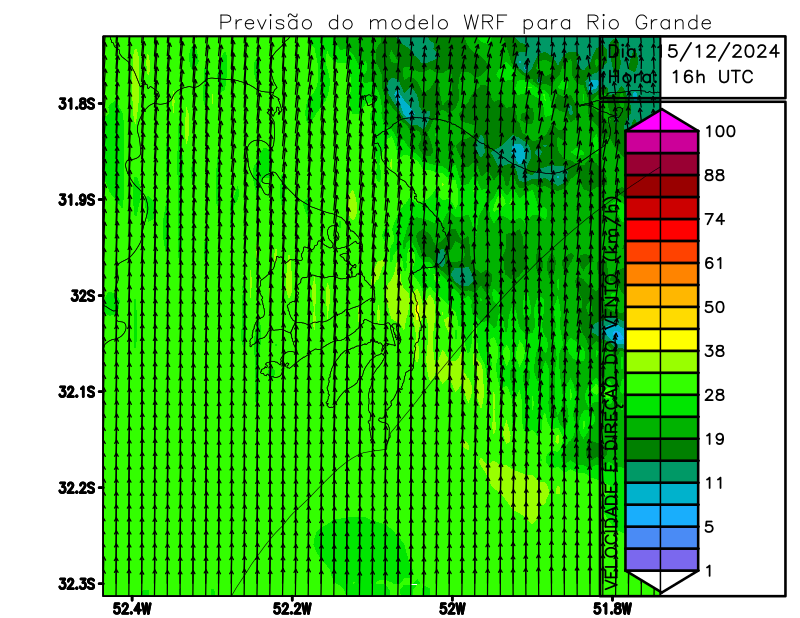 Previsão do modelo WRF para Rio Grande
Dia: 15/12/2024
Hora: 16h UTC
31.8S
31.9S
32S
32.1S
32.2S
32.3S
52.4W
52.2W
52W
51.8W
VELOCIDADE E DIREÇÃO DO VENTO (km/h)
100
88
74
61
50
38
28
19
11
5
1